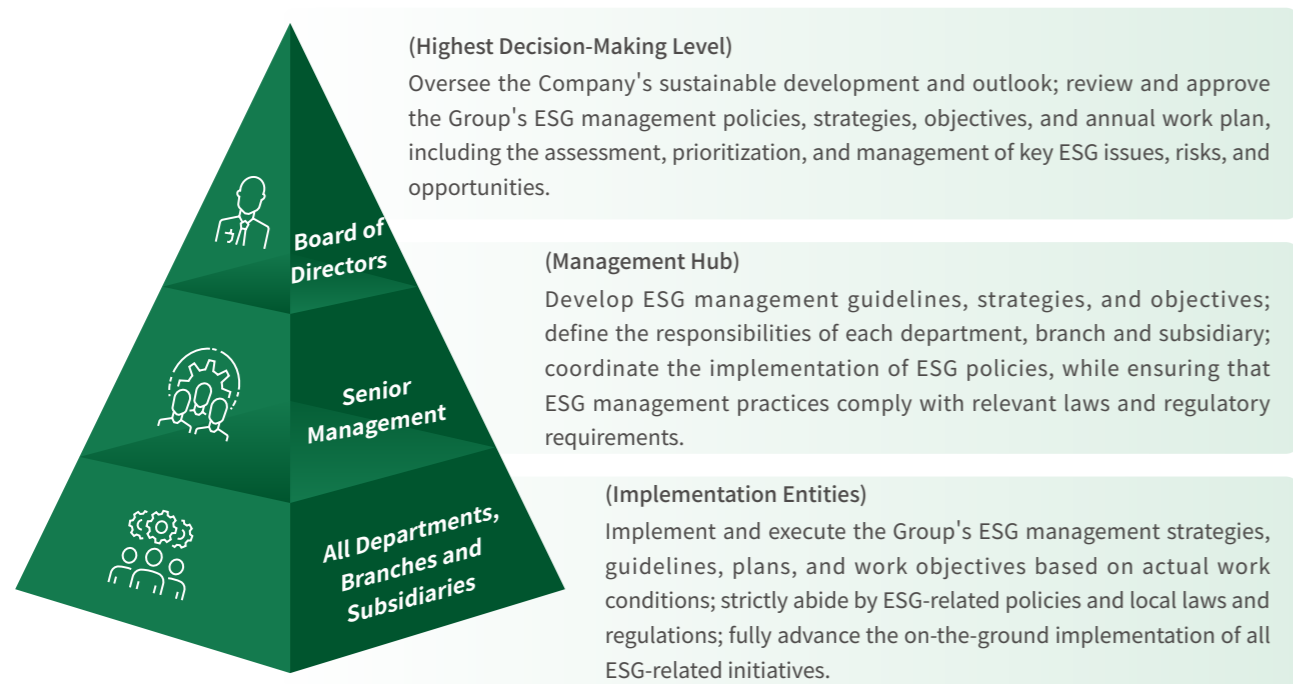 (Highest Decision-Making Level)
Oversee the Company's sustainable development and outlook; review and approve
the Group's ESG management policies, strategies, objectives, and annual work plan,
including the assessment, prioritization, and management of key ESG issues, risks, and
opportunities.
Board of
Directors
(Management Hub)
Develop ESG management guidelines, strategies, and objectives;
define the responsibilities of each department, branch and subsidiary;
coordinate the implementation of ESG policies, while ensuring that
ESG management practices comply with relevant laws and regulatory
requirements.
Senior
Management
(Implementation Entities)
Implement and execute the Group's ESG management strategies,
guidelines, plans, and work objectives based on actual work
conditions; strictly abide by ESG-related policies and local laws and
regulations; fully advance the on-the-ground implementation of all
ESG-related initiatives.
All Departments,
Branches and
Subsidiaries